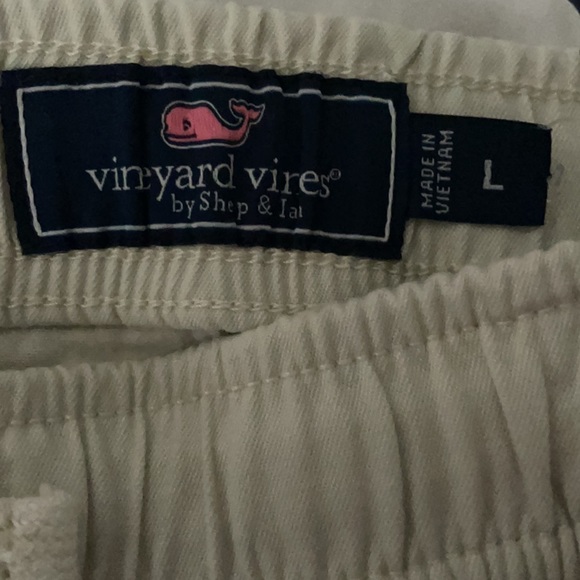 vineyard vines®
by Shep & Ian
MADE IN
VIETNAM
L